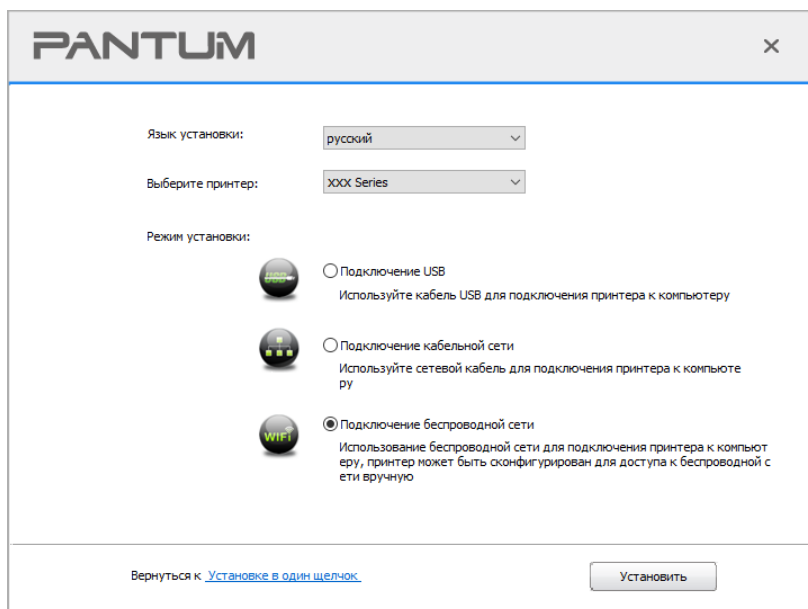 PANTUM
Язык установки:
русский
Выберите принтер:
XXX Series
Режим установки:
USB
Подключение USB
Используйте кабель USB для подключения принтера к компьютеру
Подключение кабельной сети
Используйте сетевой кабель для подключения принтера к компьюте
ру
WiFi
Подключение беспроводной сети
Использование беспроводной сети для подключения принтера к компьют
еру, принтер может быть сконфигурирован для доступа к беспроводной с
ети вручную
Вернуться к Установке в один щелчок
Установить